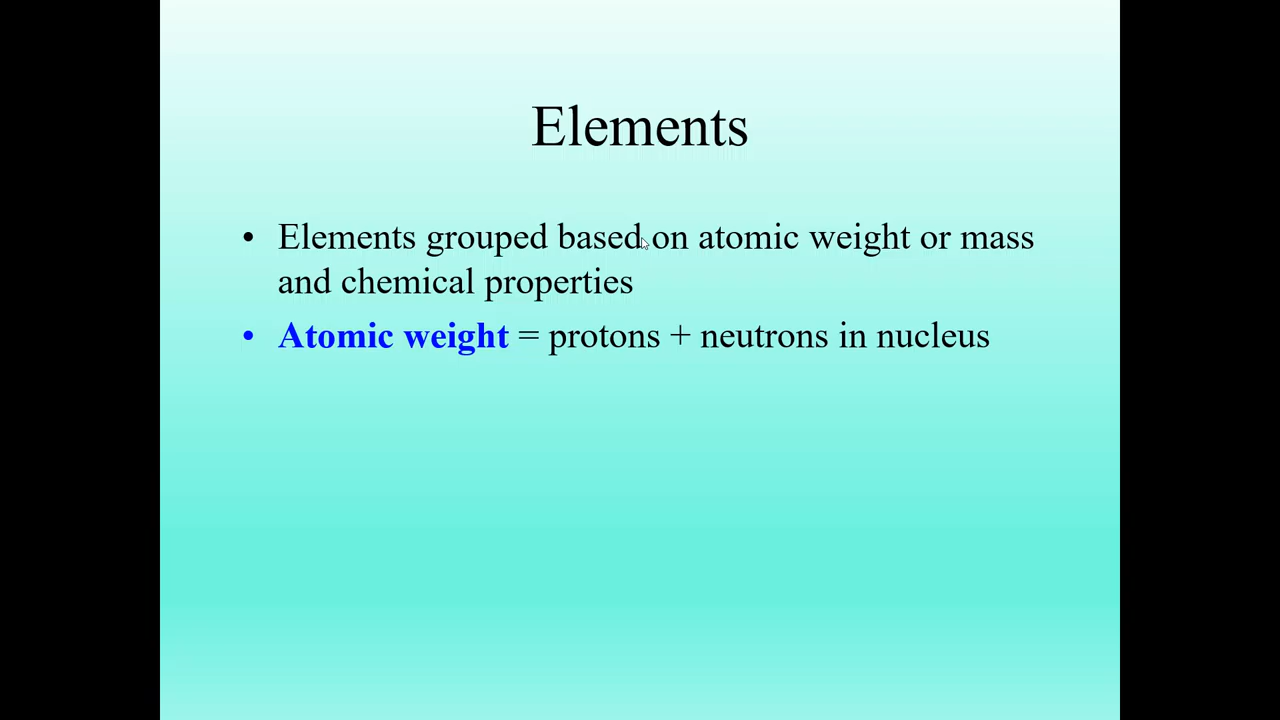 Elements
• Elements grouped based on atomic weight or mass
and chemical properties
• Atomic weight = protons + neutrons in nucleus